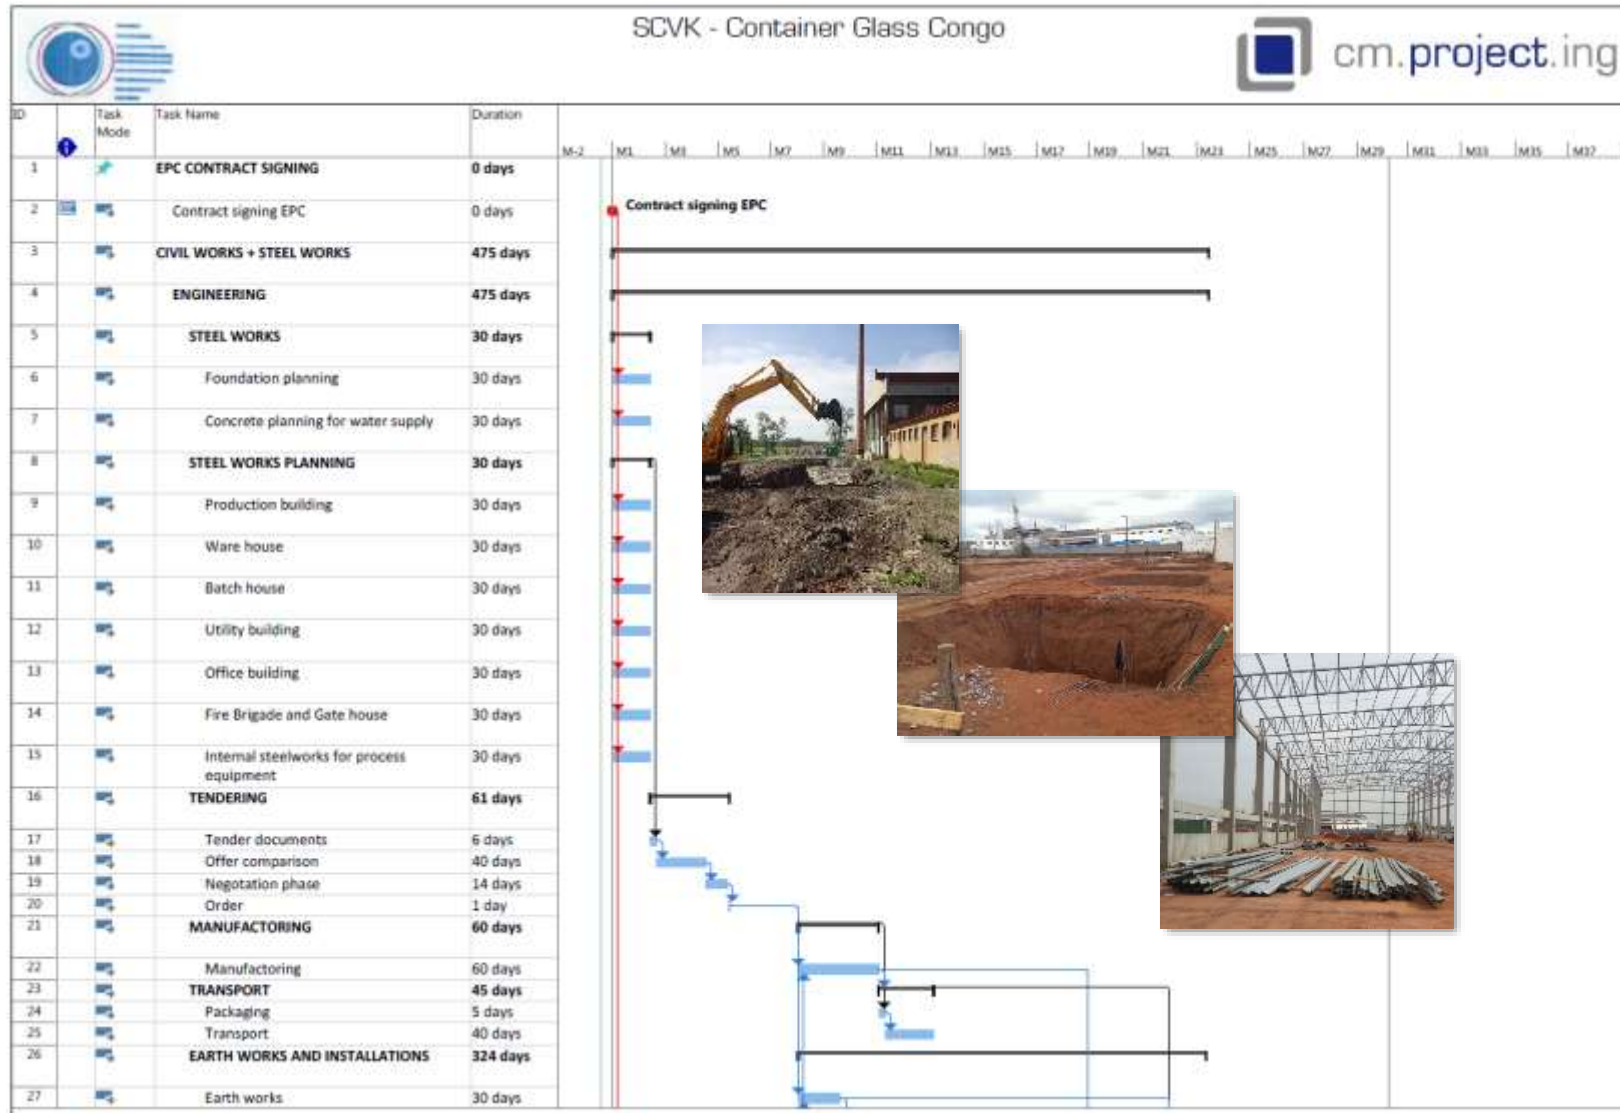 SCVK - Container Glass Congo
cm.project.ing
ID Task Mode Task Name Duration
M-2 M1 M3 M5 M7 M9 M11 M13 M15 M17 M19 M21 M23 M25 M27 M29 M31 M33 M35 M37
1 EPC CONTRACT SIGNING 0 days
2 Contract signing EPC 0 days Contract signing EPC
3 CIVIL WORKS + STEEL WORKS 475 days
4 ENGINEERING 475 days
5 STEEL WORKS 30 days
6 Foundation planning 30 days
7 Concrete planning for water supply 30 days
8 STEEL WORKS PLANNING 30 days
9 Production building 30 days
10 Ware house 30 days
11 Batch house 30 days
12 Utility building 30 days
13 Office building 30 days
14 Fire Brigade and Gate house 30 days
15 Internal steelworks for process equipment 30 days
16 TENDERING 61 days
17 Tender documents 6 days
18 Offer comparison 40 days
19 Negotation phase 14 days
20 Order 1 day
21 MANUFACTORING 60 days
22 Manufactoring 60 days
23 TRANSPORT 45 days
24 Packaging 5 days
25 Transport 40 days
26 EARTH WORKS AND INSTALLATIONS 324 days
27 Earth works 30 days